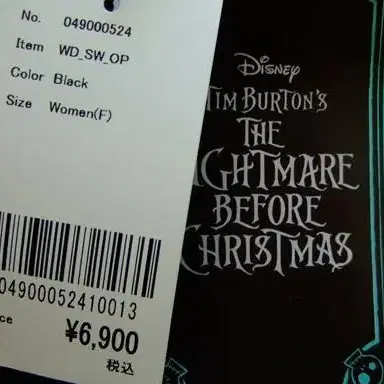 No. 049000524
Item WD_SW_OP
Color Black
Size Women(F)
04900052410013
¥6,900
税込
Disney
TIM BURTON'S
THE
NIGHTMARE
BEFORE
CHRISTMAS